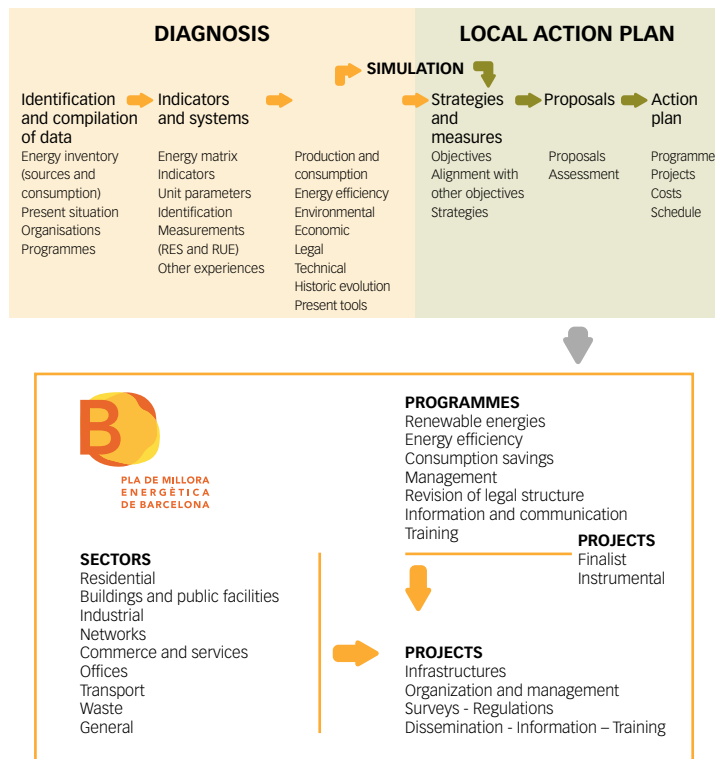 DIAGNOSIS
LOCAL ACTION PLAN
SIMULATION
Identification
and compilation
of data
Energy inventory
(sources and
consumption)
Present situation
Organisations
Programmes
Indicators
and systems
Energy matrix
Indicators
Unit parameters
Identification
Measurements
(RES and RUE)
Other experiences
Production and
consumption
Energy efficiency
Environmental
Economic
Legal
Technical
Historic evolution
Present tools
Strategies
and
measures
Objectives
Alignment with
other objectives
Strategies
Proposals
Proposals
Assessment
Action
plan
Programme
Projects
Costs
Schedule
B
PLA DE MILLORA
ENERGÈTICA
DE BARCELONA
PROGRAMMES
Renewable energies
Energy efficiency
Consumption savings
Management
Revision of legal structure
Information and communication
Training
PROJECTS
Finalist
Instrumental
SECTORS
Residential
Buildings and public facilities
Industrial
Networks
Commerce and services
Offices
Transport
Waste
General
PROJECTS
Infrastructures
Organization and management
Surveys - Regulations
Dissemination - Information – Training